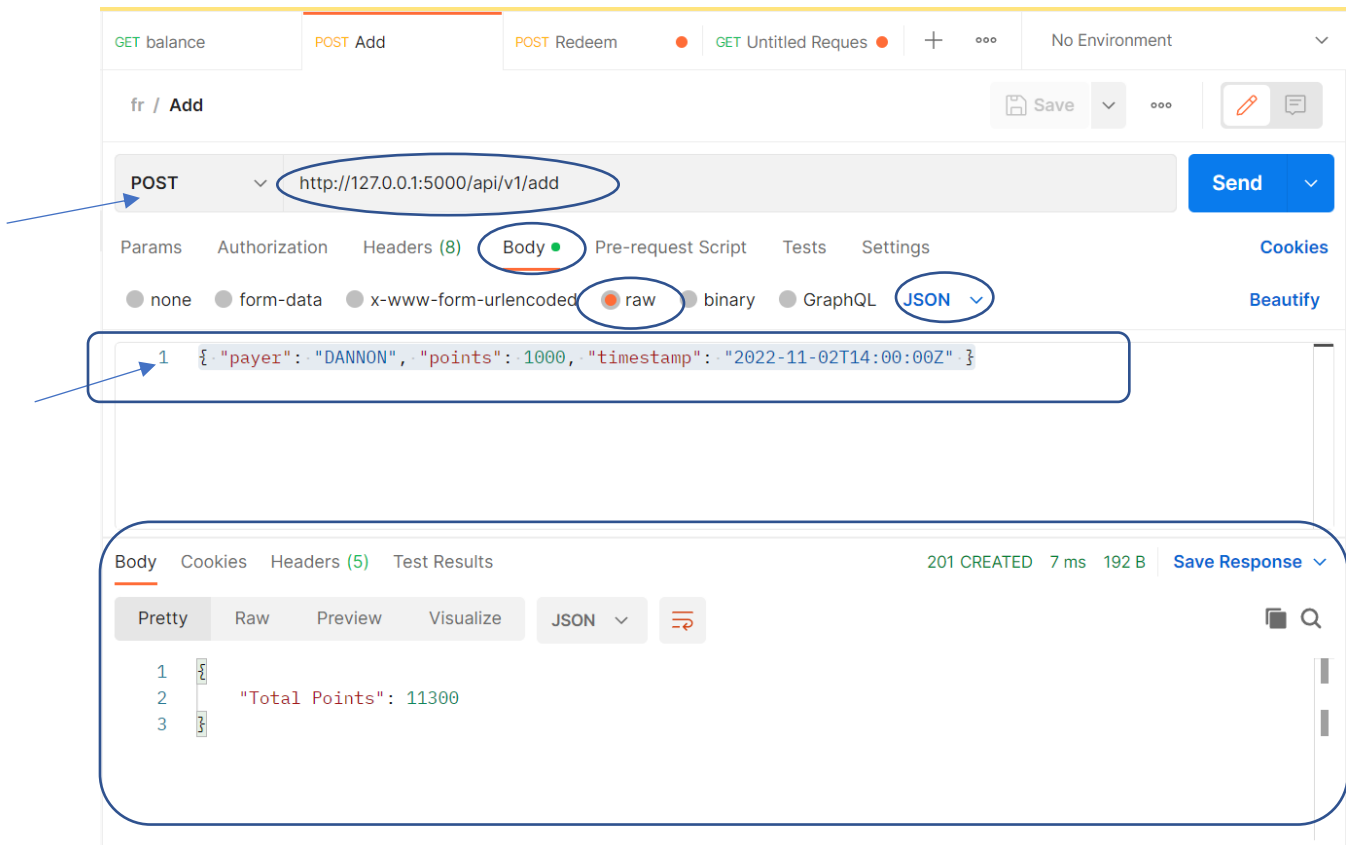 GET balance POST Add POST Redeem GET Untitled Reques No Environment
fr / Add Save
POST http://127.0.0.1:5000/api/v1/add Send
Params Authorization Headers (8) Body Pre-request Script Tests Settings Cookies
none form-data x-www-form-urlencoded raw binary GraphQL JSON Beautify
1 { "payer": "DANNON", "points": 1000, "timestamp": "2022-11-02T14:00:00Z" }
Body Cookies Headers (5) Test Results 201 CREATED 7 ms 192 B Save Response
Pretty Raw Preview Visualize JSON
1 {
2 "Total Points": 11300
3 }